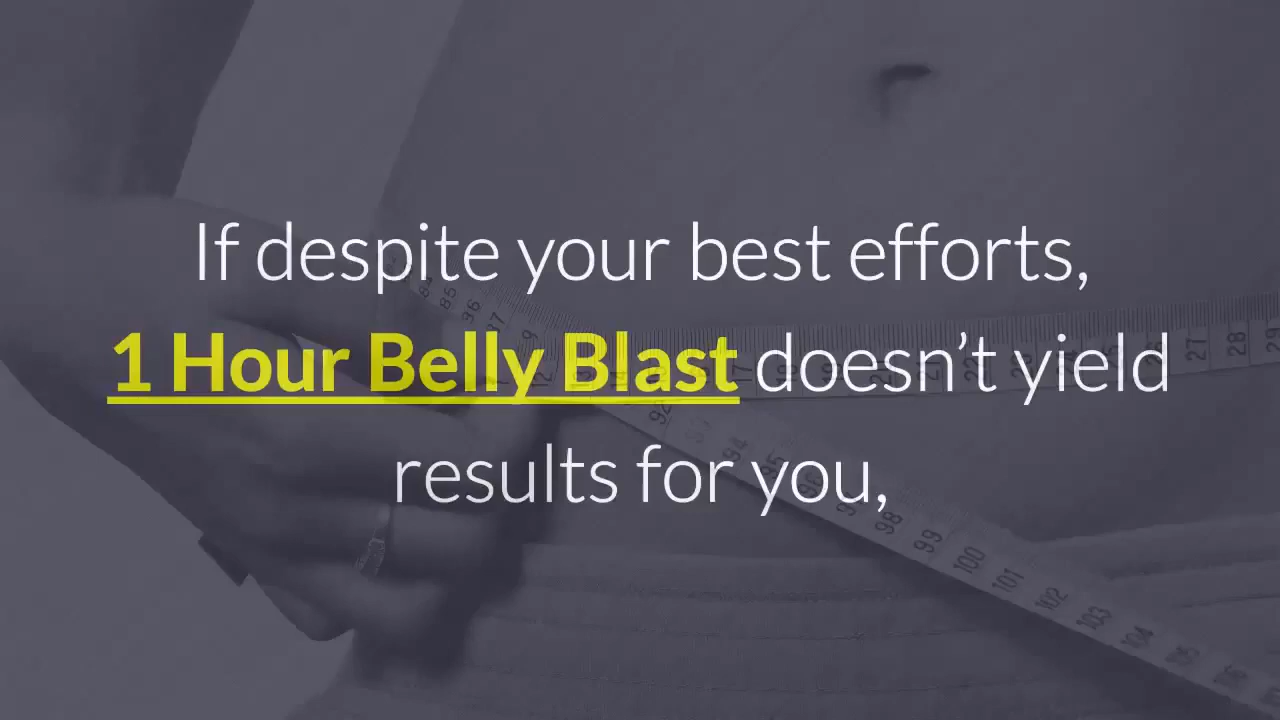 If despite your best efforts,
1 Hour Belly Blast doesn’t yield
results for you,